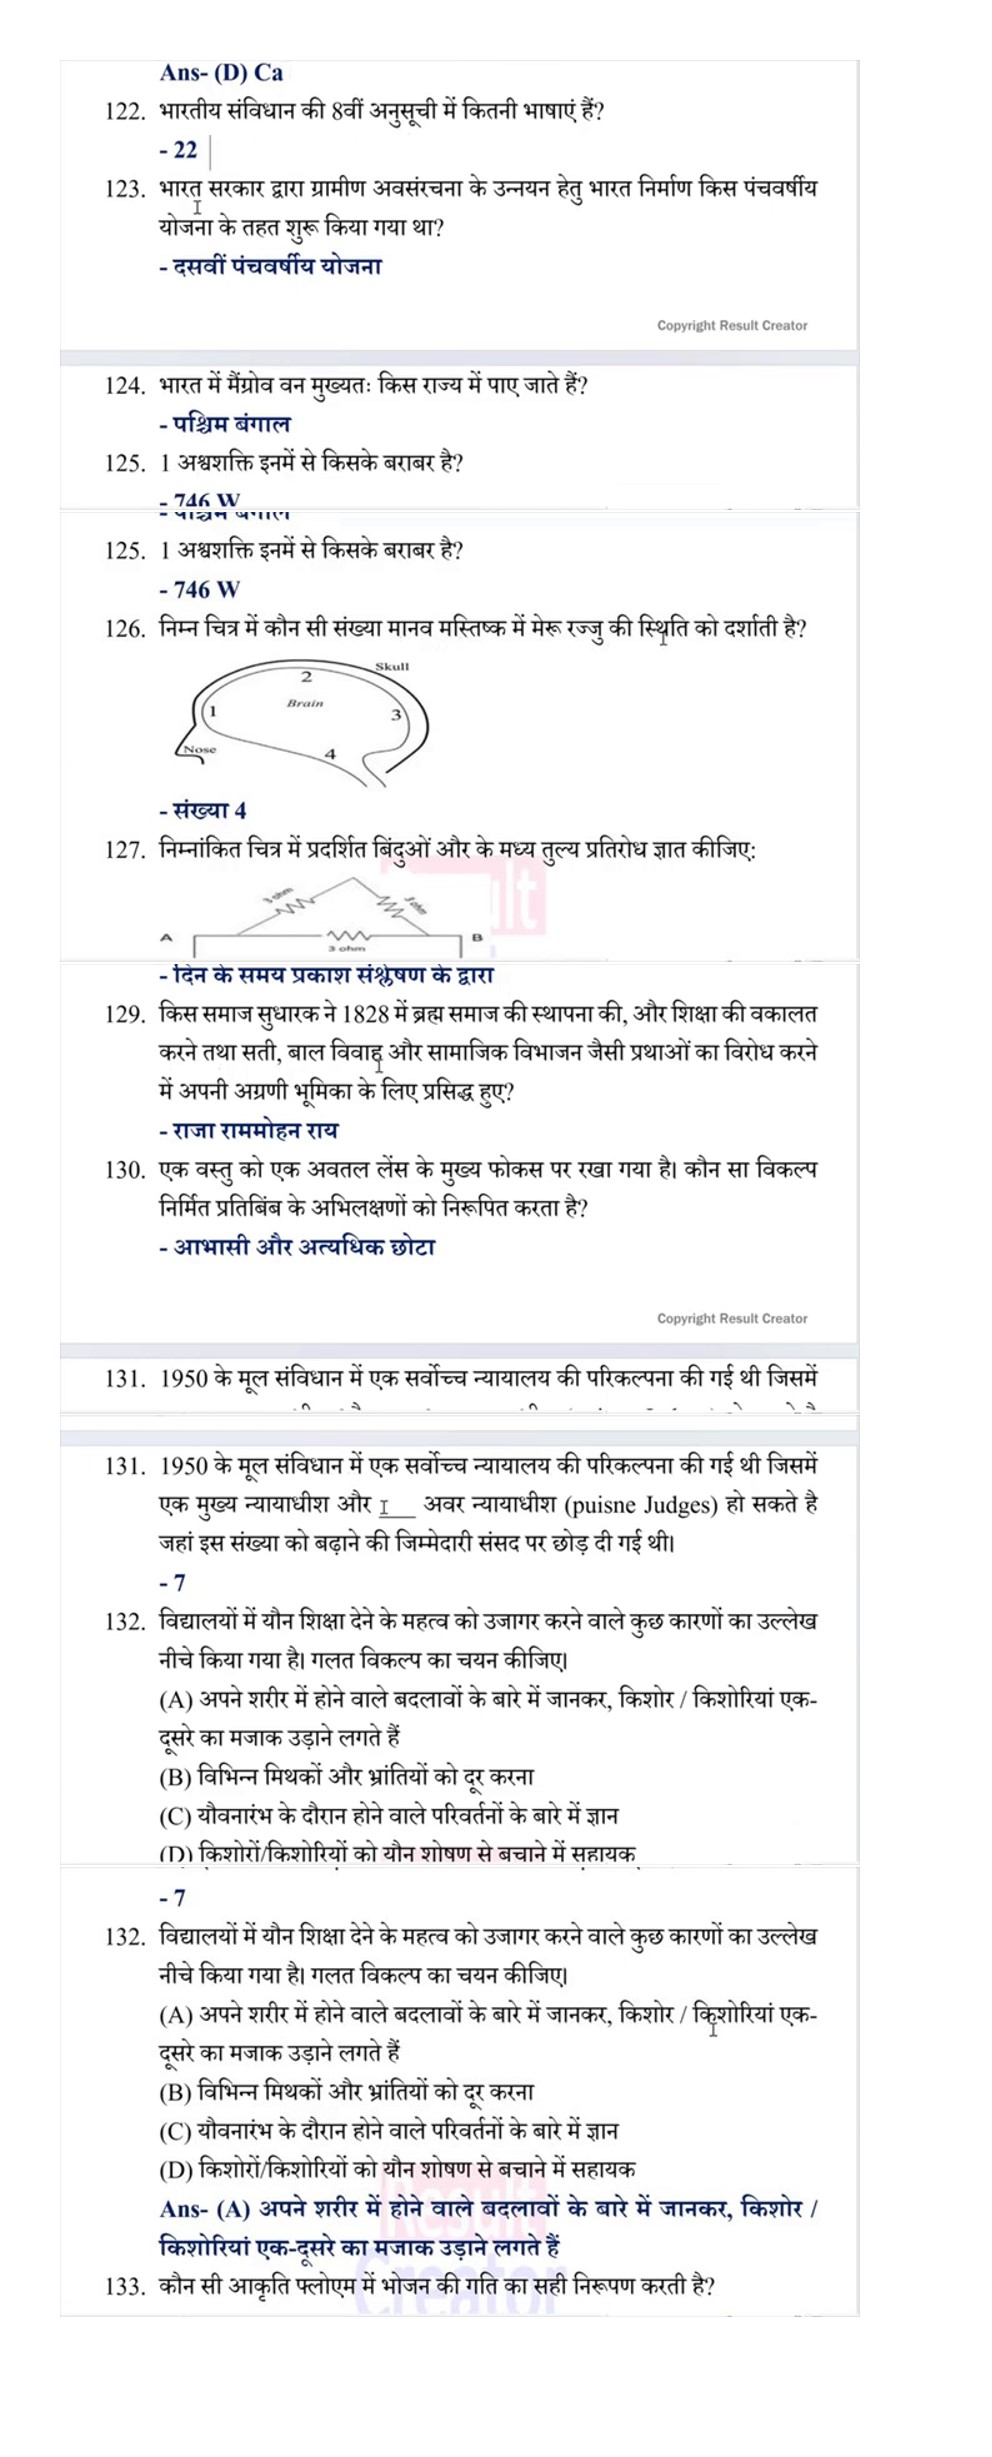 Ans- (D) Ca
122. भारतीय संविधान की 8वीं अनुसूची में कितनी भाषाएं हैं?
- 22
123. भारत सरकार द्वारा ग्रामीण अवसंरचना के उन्नयन हेतु भारत निर्माण किस पंचवर्षीय
योजना के तहत शुरू किया गया था?
- दसवीं पंचवर्षीय योजना
Copyright Result Creator
124. भारत में मैंग्रोव वन मुख्यतः किस राज्य में पाए जाते हैं?
- पश्चिम बंगाल
125. 1 अश्वशक्ति इनमें से किसके बराबर है?
- 746 W
- पश्चिम बंगाल
125. 1 अश्वशक्ति इनमें से किसके बराबर है?
- 746 W
126. निम्न चित्र में कौन सी संख्या मानव मस्तिष्क में मेरू रज्जु की स्थिति को दर्शाती है?
Skull
2
Brain
1
3
Nose
4
- संख्या 4
127. निम्नांकित चित्र में प्रदर्शित बिंदुओं और के मध्य तुल्य प्रतिरोध ज्ञात कीजिए:
3 ohm
3 ohm
A
B
3 ohm
- दिन के समय प्रकाश संश्लेषण के द्वारा
129. किस समाज सुधारक ने 1828 में ब्रह्म समाज की स्थापना की, और शिक्षा की वकालत
करने तथा सती, बाल विवाह और सामाजिक विभाजन जैसी प्रथाओं का विरोध करने
में अपनी अग्रणी भूमिका के लिए प्रसिद्ध हुए?
- राजा राममोहन राय
130. एक वस्तु को एक अवतल लेंस के मुख्य फोकस पर रखा गया है। कौन सा विकल्प
निर्मित प्रतिबिंब के अभिलक्षणों को निरूपित करता है?
- आभासी और अत्यधिक छोटा
Copyright Result Creator
131. 1950 के मूल संविधान में एक सर्वोच्च न्यायालय की परिकल्पना की गई थी जिसमें
131. 1950 के मूल संविधान में एक सर्वोच्च न्यायालय की परिकल्पना की गई थी जिसमें
एक मुख्य न्यायाधीश और ___ अवर न्यायाधीश (puisne Judges) हो सकते है
जहां इस संख्या को बढ़ाने की जिम्मेदारी संसद पर छोड़ दी गई थी।
- 7
132. विद्यालयों में यौन शिक्षा देने के महत्व को उजागर करने वाले कुछ कारणों का उल्लेख
नीचे किया गया है। गलत विकल्प का चयन कीजिए।
(A) अपने शरीर में होने वाले बदलावों के बारे में जानकर, किशोर / किशोरियां एक-
दूसरे का मजाक उड़ाने लगते हैं
(B) विभिन्न मिथकों और भ्रांतियों को दूर करना
(C) यौवनारंभ के दौरान होने वाले परिवर्तनों के बारे में ज्ञान
(D) किशोरों/किशोरियों को यौन शोषण से बचाने में सहायक
- 7
132. विद्यालयों में यौन शिक्षा देने के महत्व को उजागर करने वाले कुछ कारणों का उल्लेख
नीचे किया गया है। गलत विकल्प का चयन कीजिए।
(A) अपने शरीर में होने वाले बदलावों के बारे में जानकर, किशोर / किशोरियां एक-
दूसरे का मजाक उड़ाने लगते हैं
(B) विभिन्न मिथकों और भ्रांतियों को दूर करना
(C) यौवनारंभ के दौरान होने वाले परिवर्तनों के बारे में ज्ञान
(D) किशोरों/किशोरियों को यौन शोषण से बचाने में सहायक
Ans- (A) अपने शरीर में होने वाले बदलावों के बारे में जानकर, किशोर /
किशोरियां एक-दूसरे का मजाक उड़ाने लगते हैं
133. कौन सी आकृति फ्लोएम में भोजन की गति का सही निरूपण करती है?